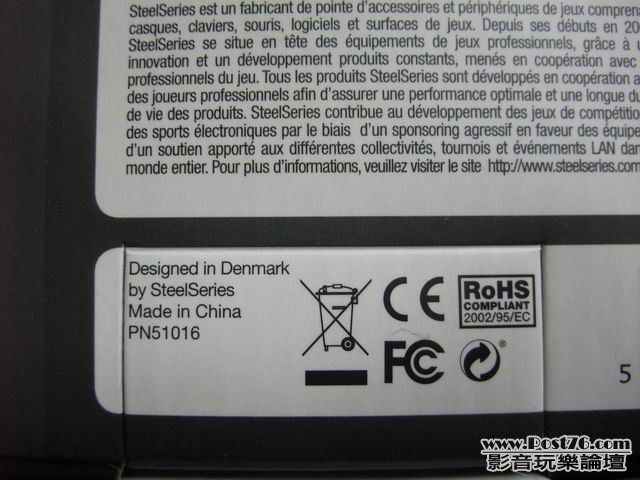 SteelSeries est un fabricant de pointe d'accessoires et périphériques de jeux
casques, claviers, souris, logiciels et surfaces de jeux. Depuis ses débuts en
SteelSeries se situe en tête des équipements de jeux professionnels, grâce à
innovation et un développement produits constants, menés en coopération avec
professionnels du jeu. Tous les produits SteelSeries sont développés en coopération
des joueurs professionnels afin d'assurer une performance optimale et une longue
de vie des produits. SteelSeries contribue au développement des jeux de
des sports électroniques par le biais d'un sponsoring agressif en faveur des
d'un soutien apporté aux différentes collectivités, tournois et événements LAN
monde entier. Pour plus d'informations, veuillez visiter le site http://www.steelseries.com
Designed in Denmark
by SteelSeries
Made in China
PN51016
CE
RoHS
COMPLIANT
2002/95/EC
FC
®
5
www.Post76.com
影音玩樂論壇